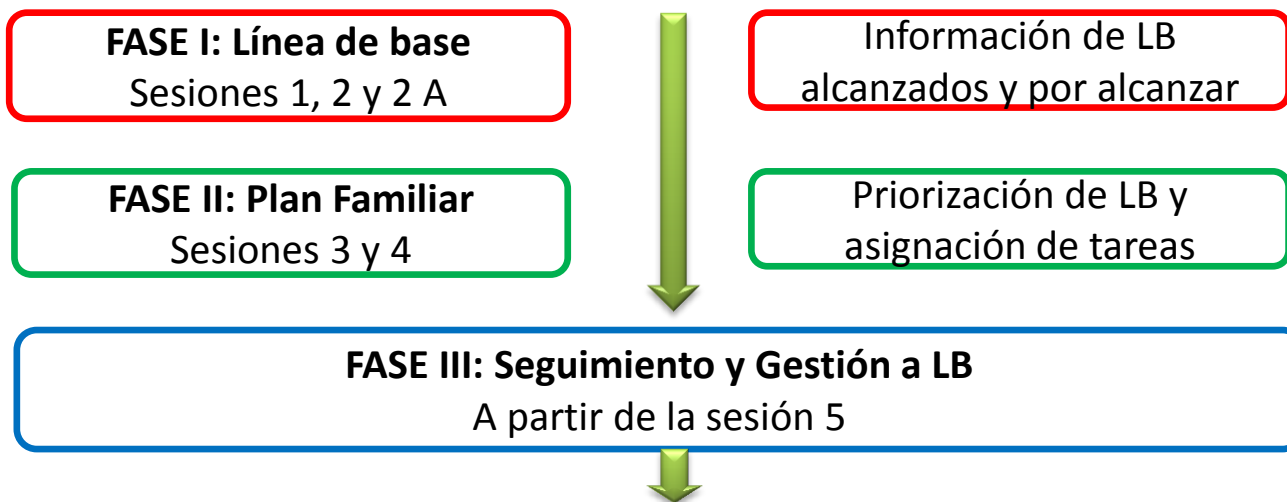 FASE I: Línea de base
Sesiones 1, 2 y 2 A
Información de LB
alcanzados y por alcanzar
FASE II: Plan Familiar
Sesiones 3 y 4
Priorización de LB y
asignación de tareas
FASE III: Seguimiento y Gestión a LB
A partir de la sesión 5